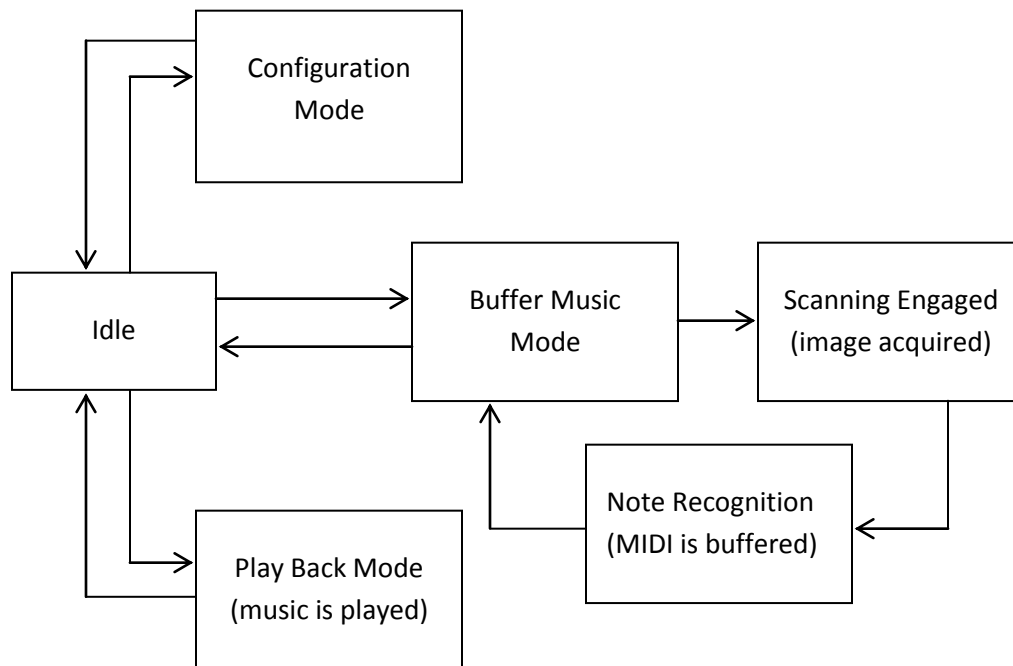 Configuration
Mode
Idle
Buffer Music
Mode
Scanning Engaged
(image acquired)
Note Recognition
(MIDI is buffered)
Play Back Mode
(music is played)